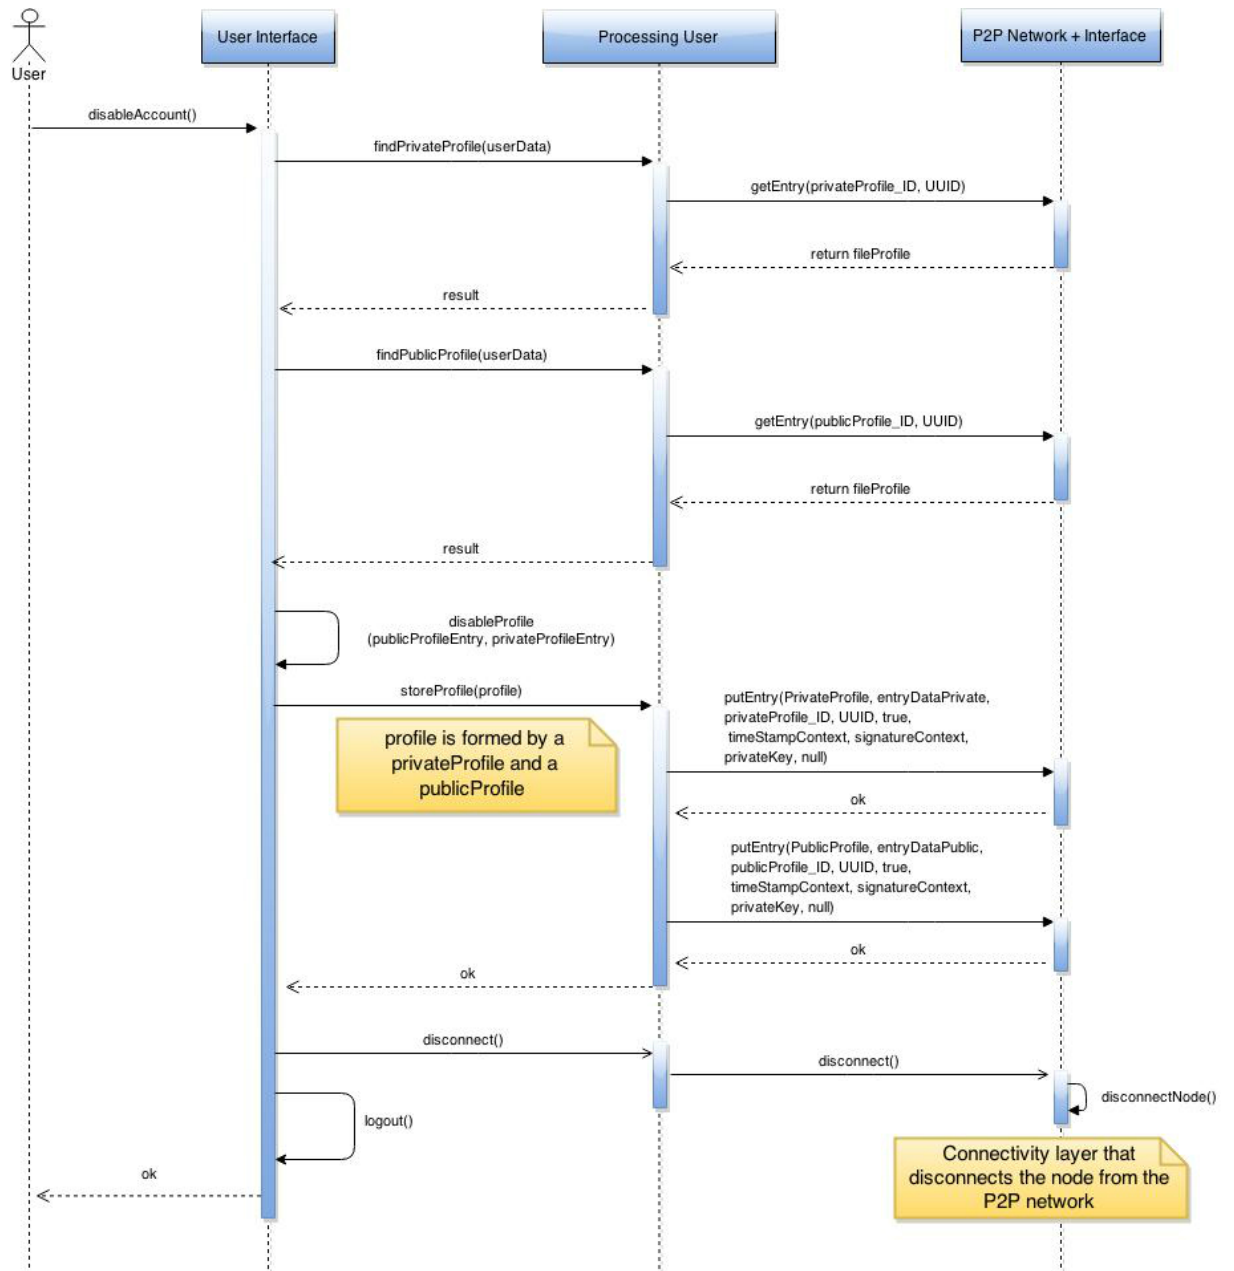 User Interface
Processing User
P2P Network + Interface
User
disableAccount()
findPrivateProfile(userData)
getEntry(privateProfile_ID, UUID)
return fileProfile
result
findPublicProfile(userData)
getEntry(publicProfile_ID, UUID)
return fileProfile
result
disableProfile
(publicProfileEntry, privateProfileEntry)
storeProfile(profile)
profile is formed by a
privateProfile and a
publicProfile
putEntry(PrivateProfile, entryDataPrivate,
privateProfile_ID, UUID, true,
timeStampContext, signatureContext,
privateKey, null)
ok
putEntry(PublicProfile, entryDataPublic,
publicProfile_ID, UUID, true,
timeStampContext, signatureContext,
privateKey, null)
ok
ok
disconnect()
disconnect()
disconnectNode()
logout()
Connectivity layer that
disconnects the node from the
P2P network
ok